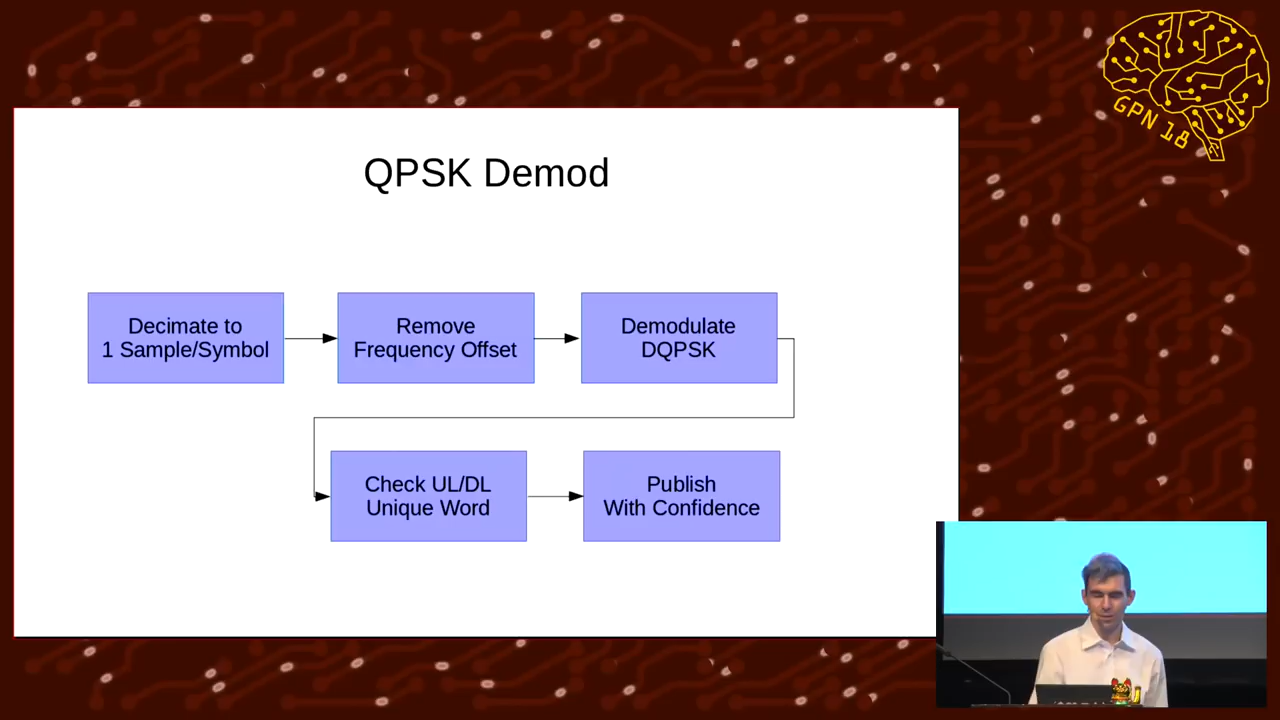 GPN 18
QPSK Demod
Decimate to
1 Sample/Symbol
Remove
Frequency Offset
Demodulate
DQPSK
Check UL/DL
Unique Word
Publish
With Confidence